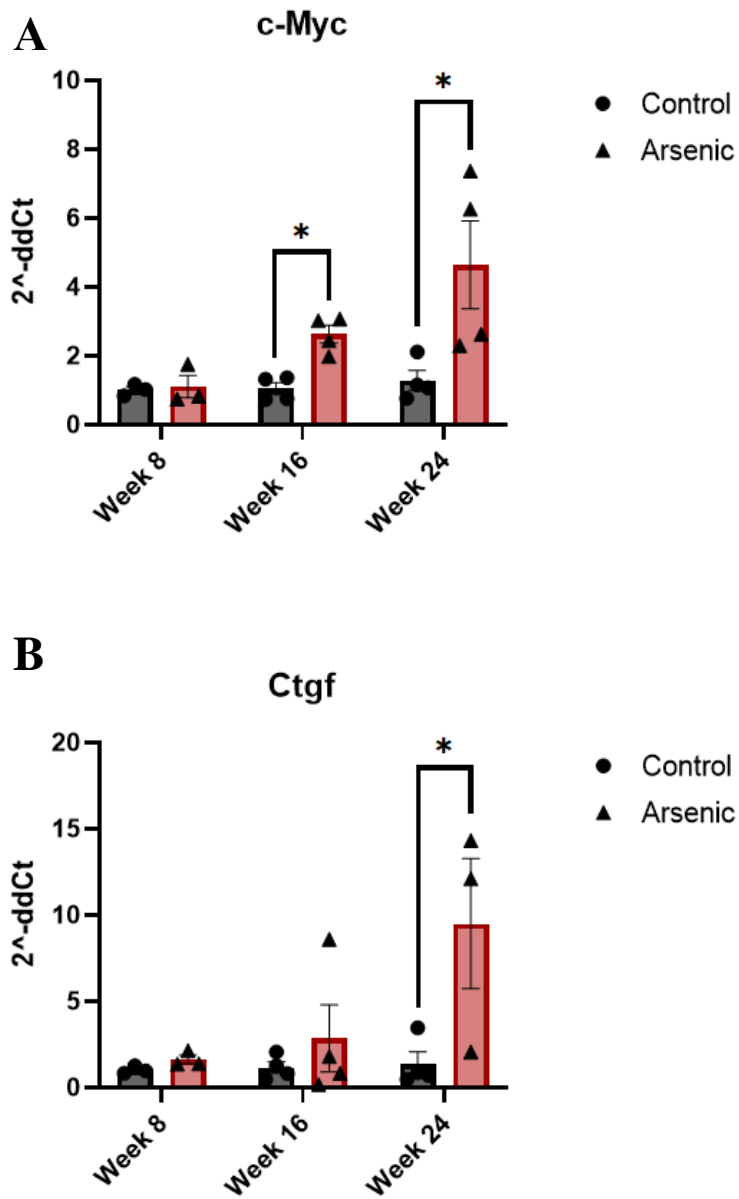 A
c-Myc
10
8
6
4
2
0
2^-ddCt
*
*
Control
Arsenic
Week 8
Week 16
Week 24
B
Ctgf
20
15
10
5
0
2^-ddCt
*
Control
Arsenic
Week 8
Week 16
Week 24